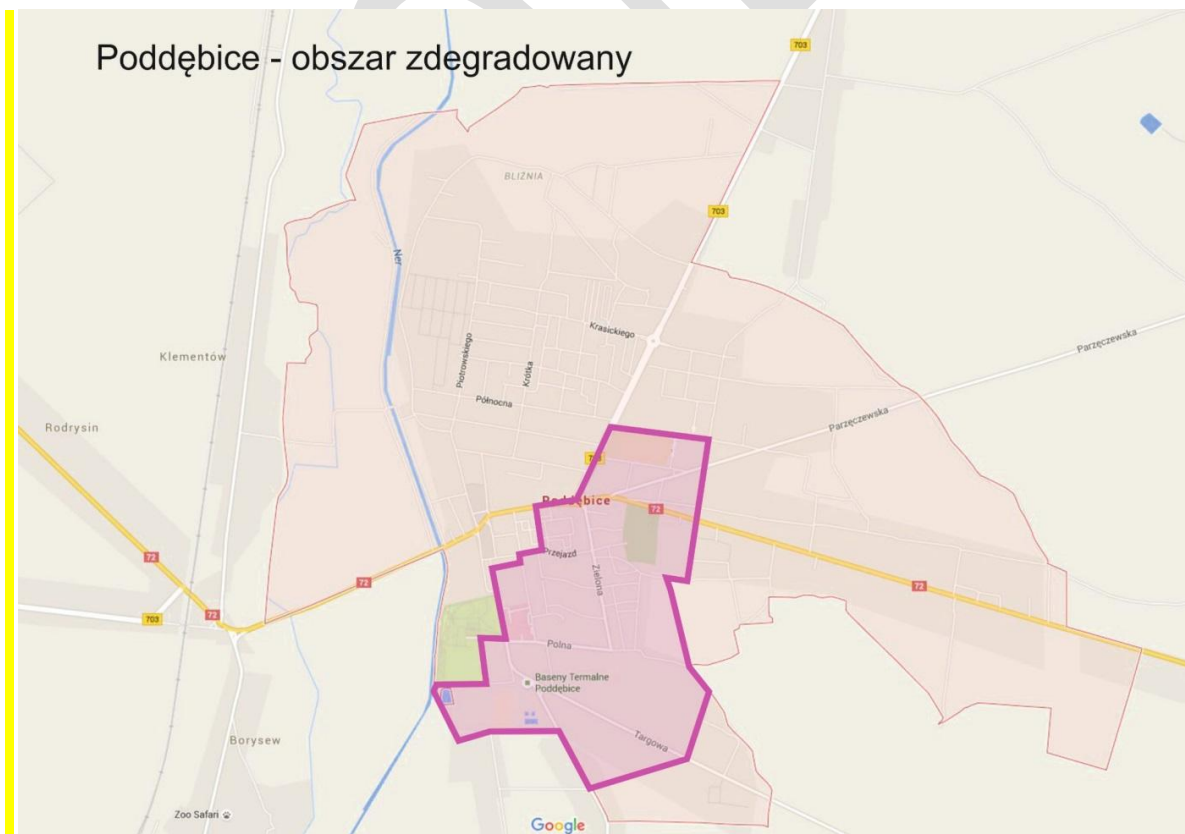 Poddębice - obszar zdegradowany
703
BLIŹNIA
703
Ner
Krasickiego
Klementów
Piotrowskiego
Krótka
Parzęczewska
Północna
Parzęczewska
Rodrysin
Poddębice
72
Przejazd
72
Zielona
72
72
703
72
Polna
Baseny Termalne
Poddębice
Targowa
Borysew
Zoo Safari
Google